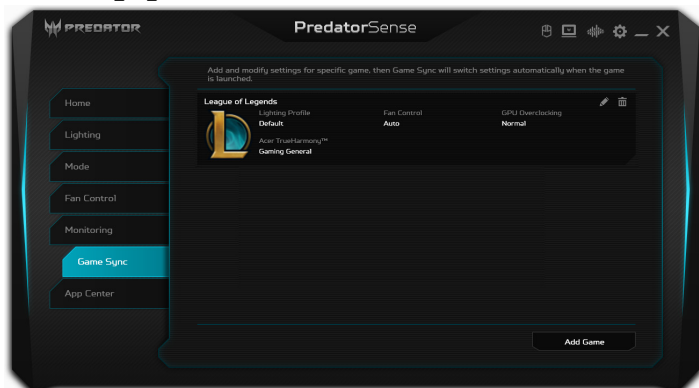 PREDATOR
PredatorSense
Add and modify settings for specific game, then Game Sync will switch settings automatically when the game
is launched.
Home
Lighting
Mode
Fan Control
Monitoring
Game Sync
App Center
League of Legends
Lighting Profile
Default
Fan Control
Auto
GPU Overclocking
Normal
Acer TrueHarmony™
Gaming General
Add Game